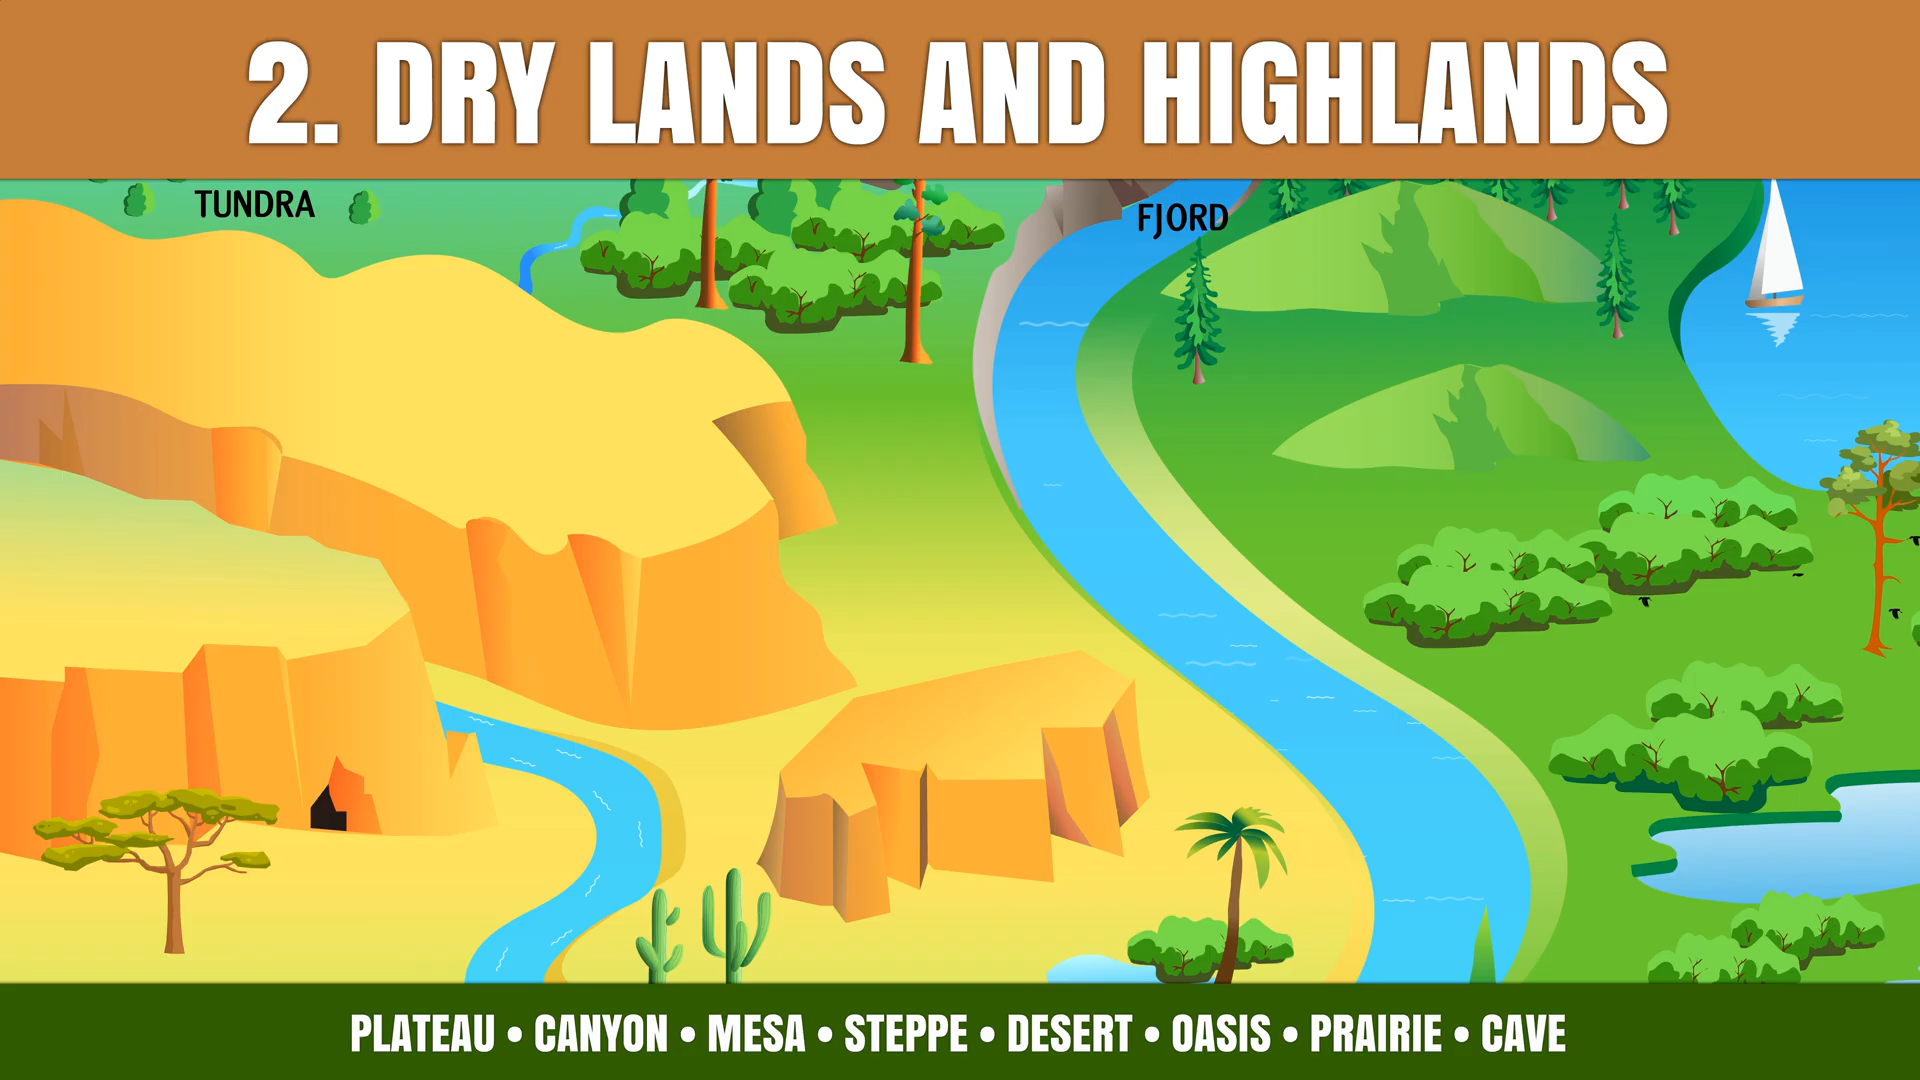 2. DRY LANDS AND HIGHLANDS
TUNDRA
FJORD
PLATEAU • CANYON • MESA • STEPPE • DESERT • OASIS • PRAIRIE • CAVE